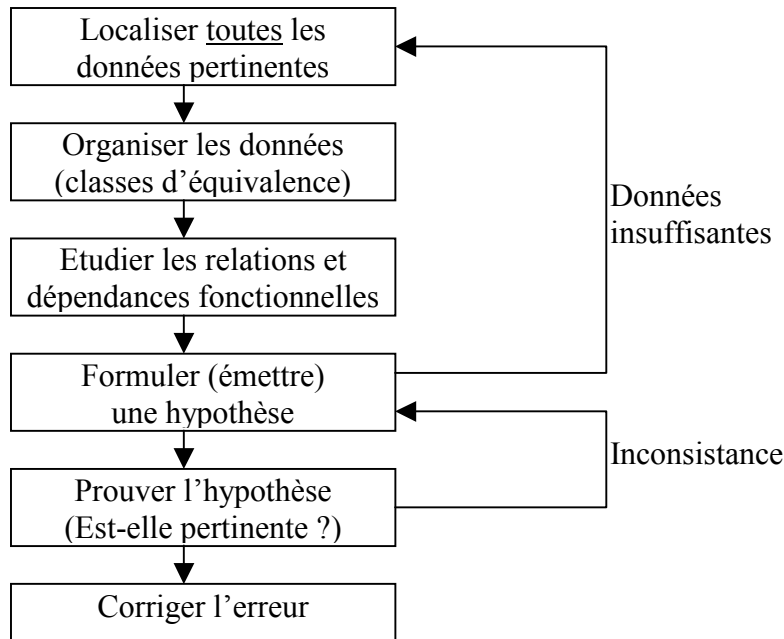 Localiser toutes les
données pertinentes
Organiser les données
(classes d’équivalence)
Données
insuffisantes
Etudier les relations et
dépendances fonctionnelles
Formuler (émettre)
une hypothèse
Inconsistance
Prouver l’hypothèse
(Est-elle pertinente ?)
Corriger l’erreur